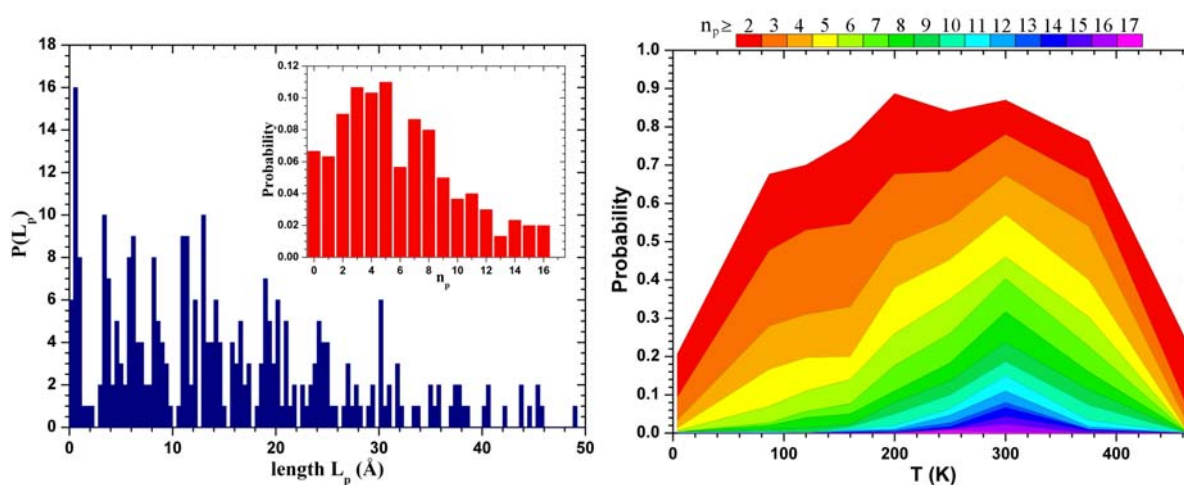 18
16
14
12
10
8
6
4
2
0
P(L_p)
0 10 20 30 40 50
length L_p (Å)
0.12
0.10
0.08
0.06
0.04
0.02
0.00
Probability
0 2 4 6 8 10 12 14 16
n_p
n_p≥ 2 3 4 5 6 7 8 9 10 11 12 13 14 15 16 17
1.0
0.9
0.8
0.7
0.6
0.5
0.4
0.3
0.2
0.1
0.0
Probability
0 100 200 300 400
T (K)